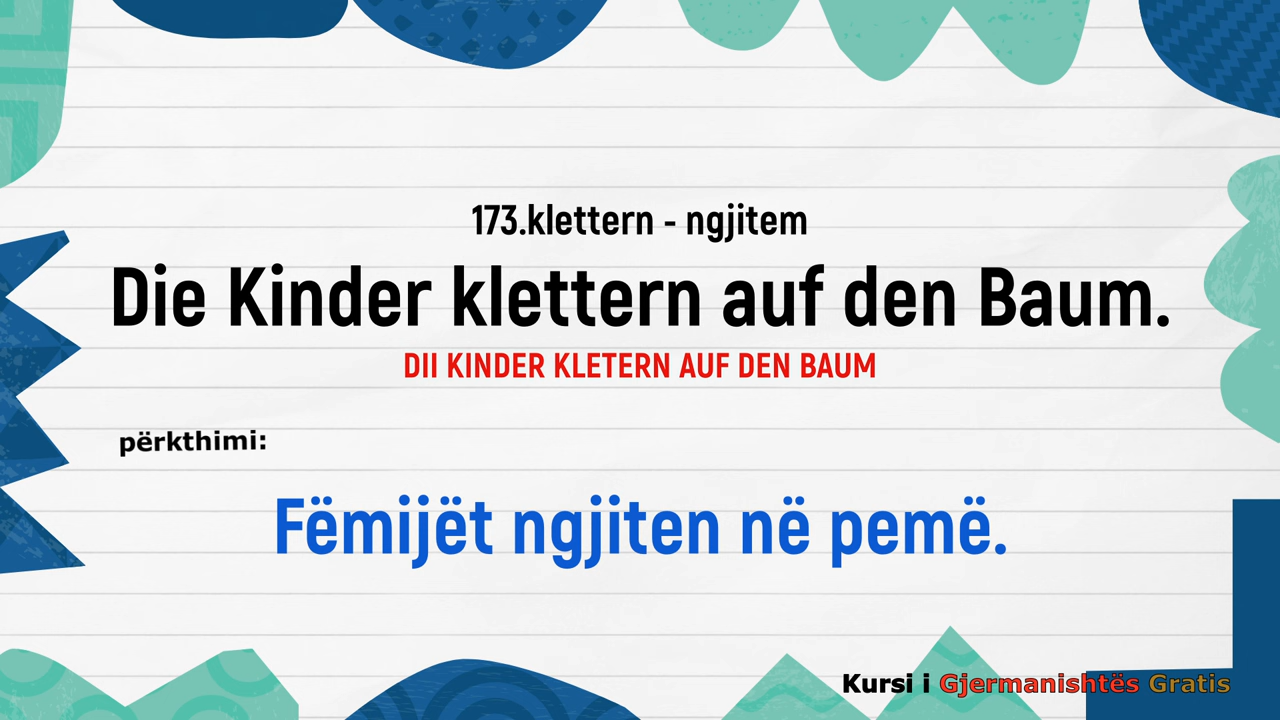 173.klettern - ngjitem
Die Kinder klettern auf den Baum.
DII KINDER KLETERN AUF DEN BAUM
përkthimi:
Fëmijët ngjiten në pemë.
Kursi i Gjermanishtës Gratis